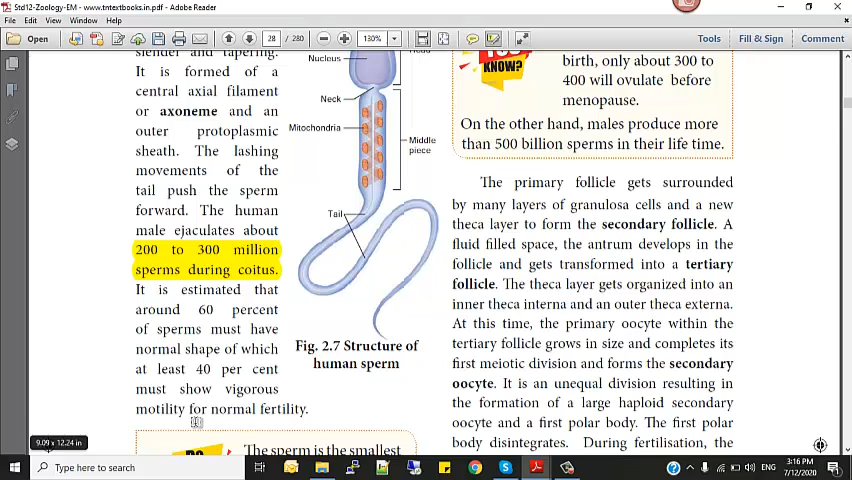 Std12-Zoology-EM - www.tntextbooks.in.pdf - Adobe Reader
File Edit View Window Help
Open
28 / 280
130%
Tools Fill & Sign Comment
slender and tapering.
It is formed of a
central axial filament
or axoneme and an
outer protoplasmic
sheath. The lashing
movements of the
tail push the sperm
forward. The human
male ejaculates about
200 to 300 million
sperms during coitus.
It is estimated that
around 60 percent
of sperms must have
normal shape of which
at least 40 per cent
must show vigorous
motility for normal fertility.
The sperm is the smallest
Nucleus
Head
Neck
Mitochondria
Middle
piece
Tail
Fig. 2.7 Structure of
human sperm
YOU
KNOW?
birth, only about 300 to
400 will ovulate before
menopause.
On the other hand, males produce more
than 500 billion sperms in their life time.
The primary follicle gets surrounded
by many layers of granulosa cells and a new
theca layer to form the secondary follicle. A
fluid filled space, the antrum develops in the
follicle and gets transformed into a tertiary
follicle. The theca layer gets organized into an
inner theca interna and an outer theca externa.
At this time, the primary oocyte within the
tertiary follicle grows in size and completes its
first meiotic division and forms the secondary
oocyte. It is an unequal division resulting in
the formation of a large haploid secondary
oocyte and a first polar body. The first polar
body disintegrates. During fertilisation, the
9.09 x 12.24 in
Type here to search
ENG
3:16 PM
7/12/2020